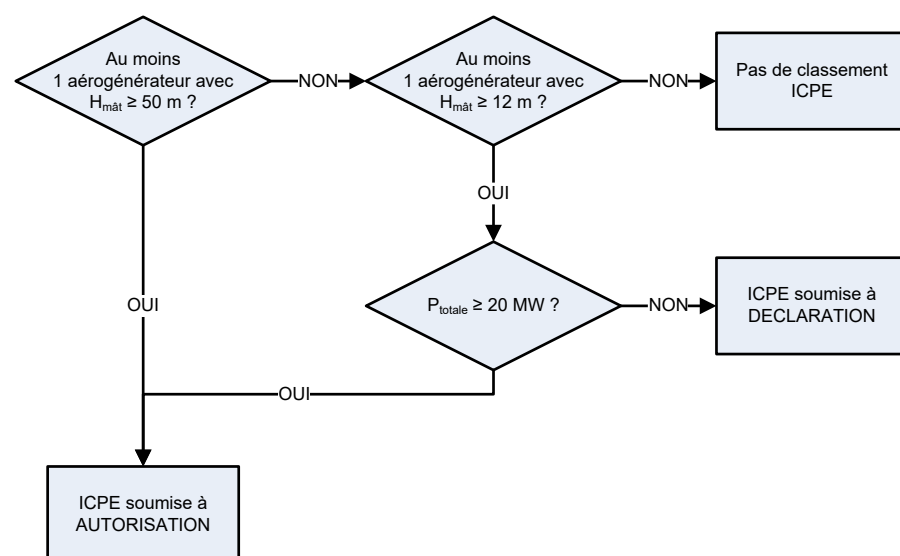 Au moins
1 aérogénérateur avec
Hmât ≥ 50 m ?
NON
Au moins
1 aérogénérateur avec
Hmât ≥ 12 m ?
NON
Pas de classement
ICPE
OUI
OUI
Ptotale ≥ 20 MW ?
NON
ICPE soumise à
DECLARATION
OUI
ICPE soumise à
AUTORISATION